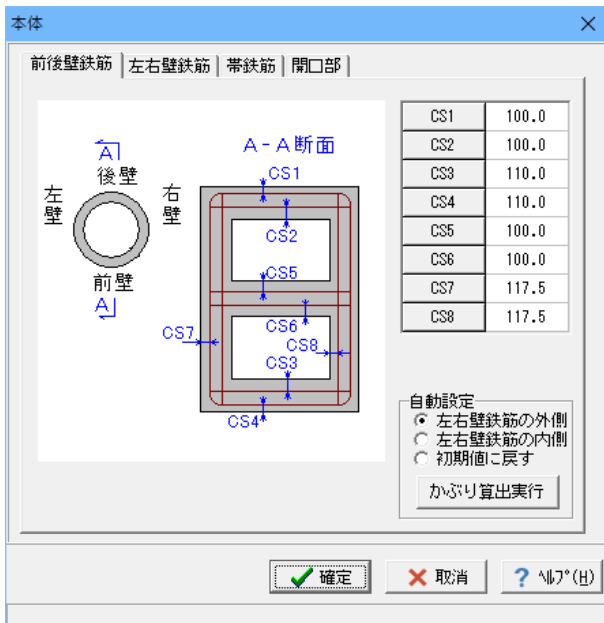 本体
前後壁鉄筋 左右壁鉄筋 帯鉄筋 開口部
A-A断面
A
後壁
左壁
右壁
前壁
A
CS1
CS2
CS5
CS6
CS7
CS8
CS3
CS4
CS1 100.0
CS2 100.0
CS3 110.0
CS4 110.0
CS5 100.0
CS6 100.0
CS7 117.5
CS8 117.5
自動設定
左右壁鉄筋の外側
左右壁鉄筋の内側
初期値に戻す
かぶり算出実行
確定 取消 ? ヘルプ(H)